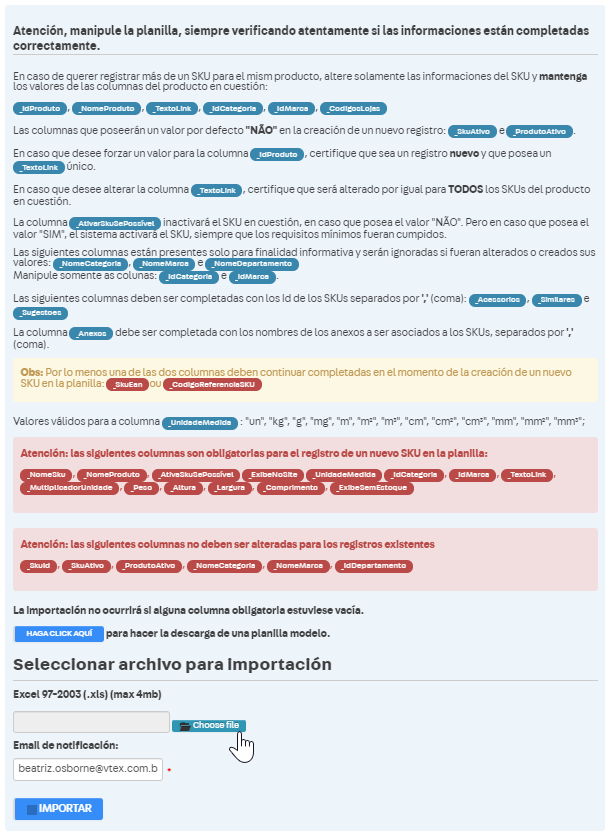 Atención, manipule la planilla, siempre verificando atentamente si las informaciones están completadas
correctamente.
En caso de querer registrar más de un SKU para el mism producto, altere solamente las informaciones del SKU y mantenga
los valores de las columnas del producto en cuestión:
_IdProduto, _NomeProduto, _TextoLink, _IdCategoria, _IdMarca, _CodigosLojas
Las columnas que poseerán un valor por defecto "NÃO" en la creación de un nuevo registro: _SkuAtivo e _ProdutoAtivo.
En caso que desee forzar un valor para la columna _IdProduto, certifique que sea un registro nuevo y que posea un
_TextoLink único.
En caso que desee alterar la columna _TextoLink, certifique que será alterado por igual para TODOS los SKUs del producto
en cuestión.
La columna _AtivarSkuSePossível inactivará el SKU en cuestión, en caso que posea el valor "NÃO". Pero en caso que posea el
valor "SIM", el sistema activará el SKU, siempre que los requisitos mínimos fueran cumpidos.
Las siguientes columnas están presentes solo para finalidad informativa y serán ignoradas si fueran alterados o creados sus
valores: _NomeCategoria, _NomeMarca e _NomeDepartamento
Manipule somente as colunas: _IdCategoria e _IdMarca.
Las siguientes columnas deben ser completadas con los Id de los SKUs separados por ',' (coma): _Acessorios, _Similares e
_Sugestoes
La columna _Anexos debe ser completada con los nombres de los anexos a ser asociados a los SKUs, separados por ','
(coma).
Obs: Por lo menos una de las dos columnas deben continuar completadas en el momento de la creación de un nuevo
SKU en la planilla: _SkuEan ou _CodigoReferenciaSKU
Valores válidos para a columna _UnidadeMedida : "un", "kg", "g", "mg", "m", "m²", "m³", "cm", "cm²", "cm³", "mm", "mm²", "mm³";
Atención: las siguientes columnas son obligatorias para el registro de un nuevo SKU en la planilla:
_NomeSku, _NomeProduto, _AtivaSkuSePossível _ExibeNoSite _UnidadeMedida _IdCategoria, _IdMarca, _TextoLink,
_MultiplicadorUnidade, _Peso, _Altura, _Largura, _Comprimento, _ExibeSemEstoque
Atención: las siguientes columnas no deben ser alteradas para los registros existentes
_SkuId, _SkuAtivo, _ProdutoAtivo, _NomeCategoria, _NomeMarca, _IdDepartamento
La importación no ocurrirá si alguna columna obligatoria estuviese vacía.
HAGA CLICK AQUÍ para hacer la descarga de una planilla modelo.
Seleccionar archivo para importación
Excel 97-2003 (.xls) (max 4mb)
Choose file
Email de notificación:
beatriz.osborne@vtex.com.b *
IMPORTAR